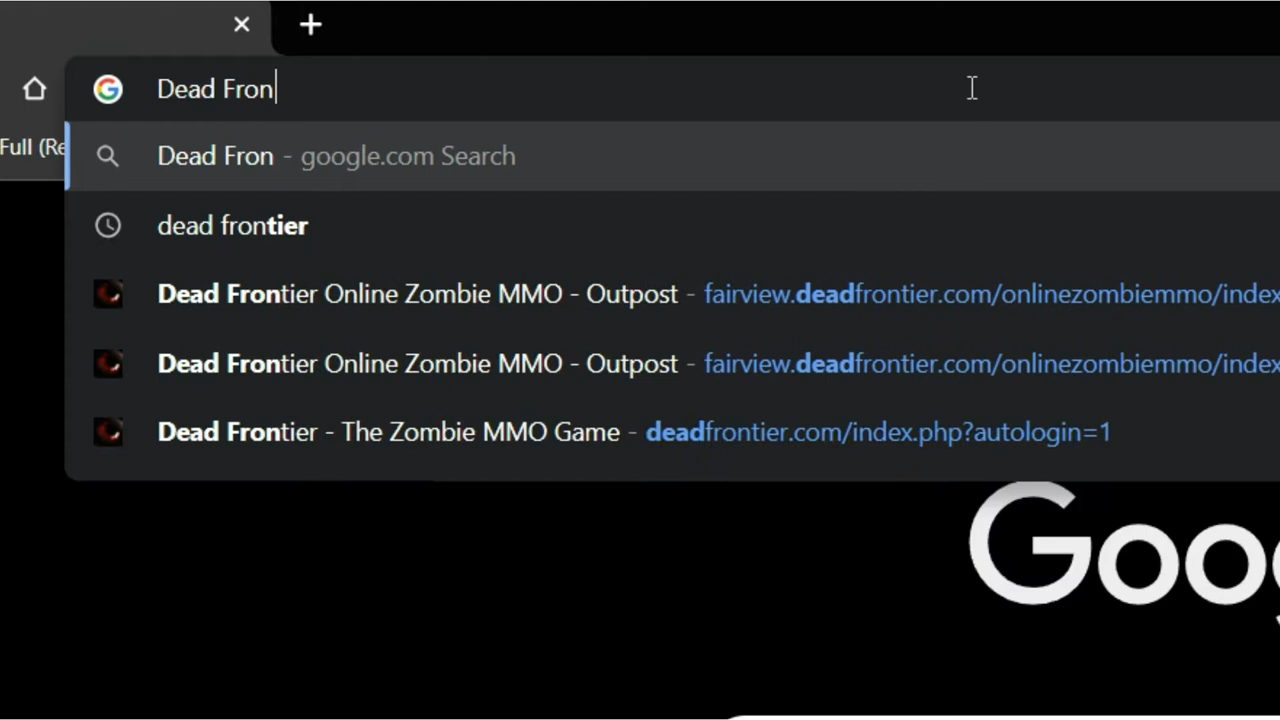 Dead Fron
Full (Re
Dead Fron - google.com Search
dead frontier
Dead Frontier Online Zombie MMO - Outpost - fairview.deadfrontier.com/onlinezombiemmo/index
Dead Frontier Online Zombie MMO - Outpost - fairview.deadfrontier.com/onlinezombiemmo/index
Dead Frontier - The Zombie MMO Game - deadfrontier.com/index.php?autologin=1
Goo